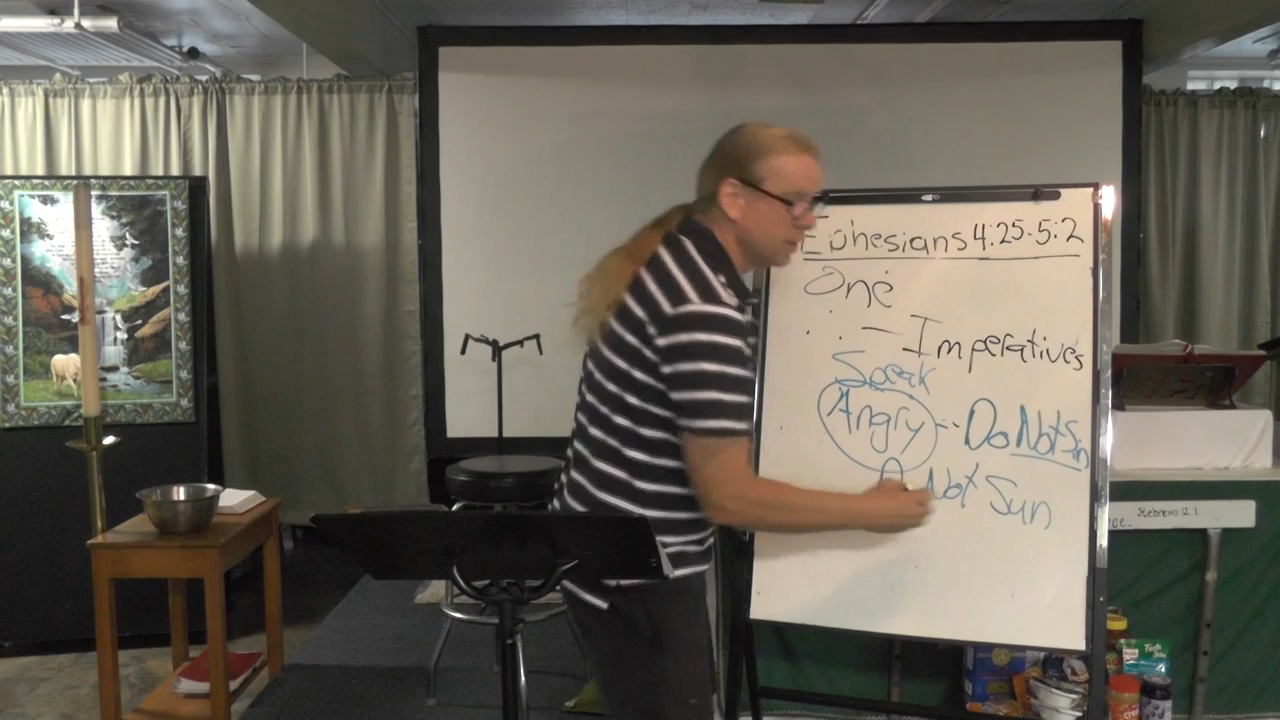 Ephesians 4:25-5:2
One
— Imperatives
Speak
Angry -- Do Not Sin
Not Sun
Hebrews 12:1